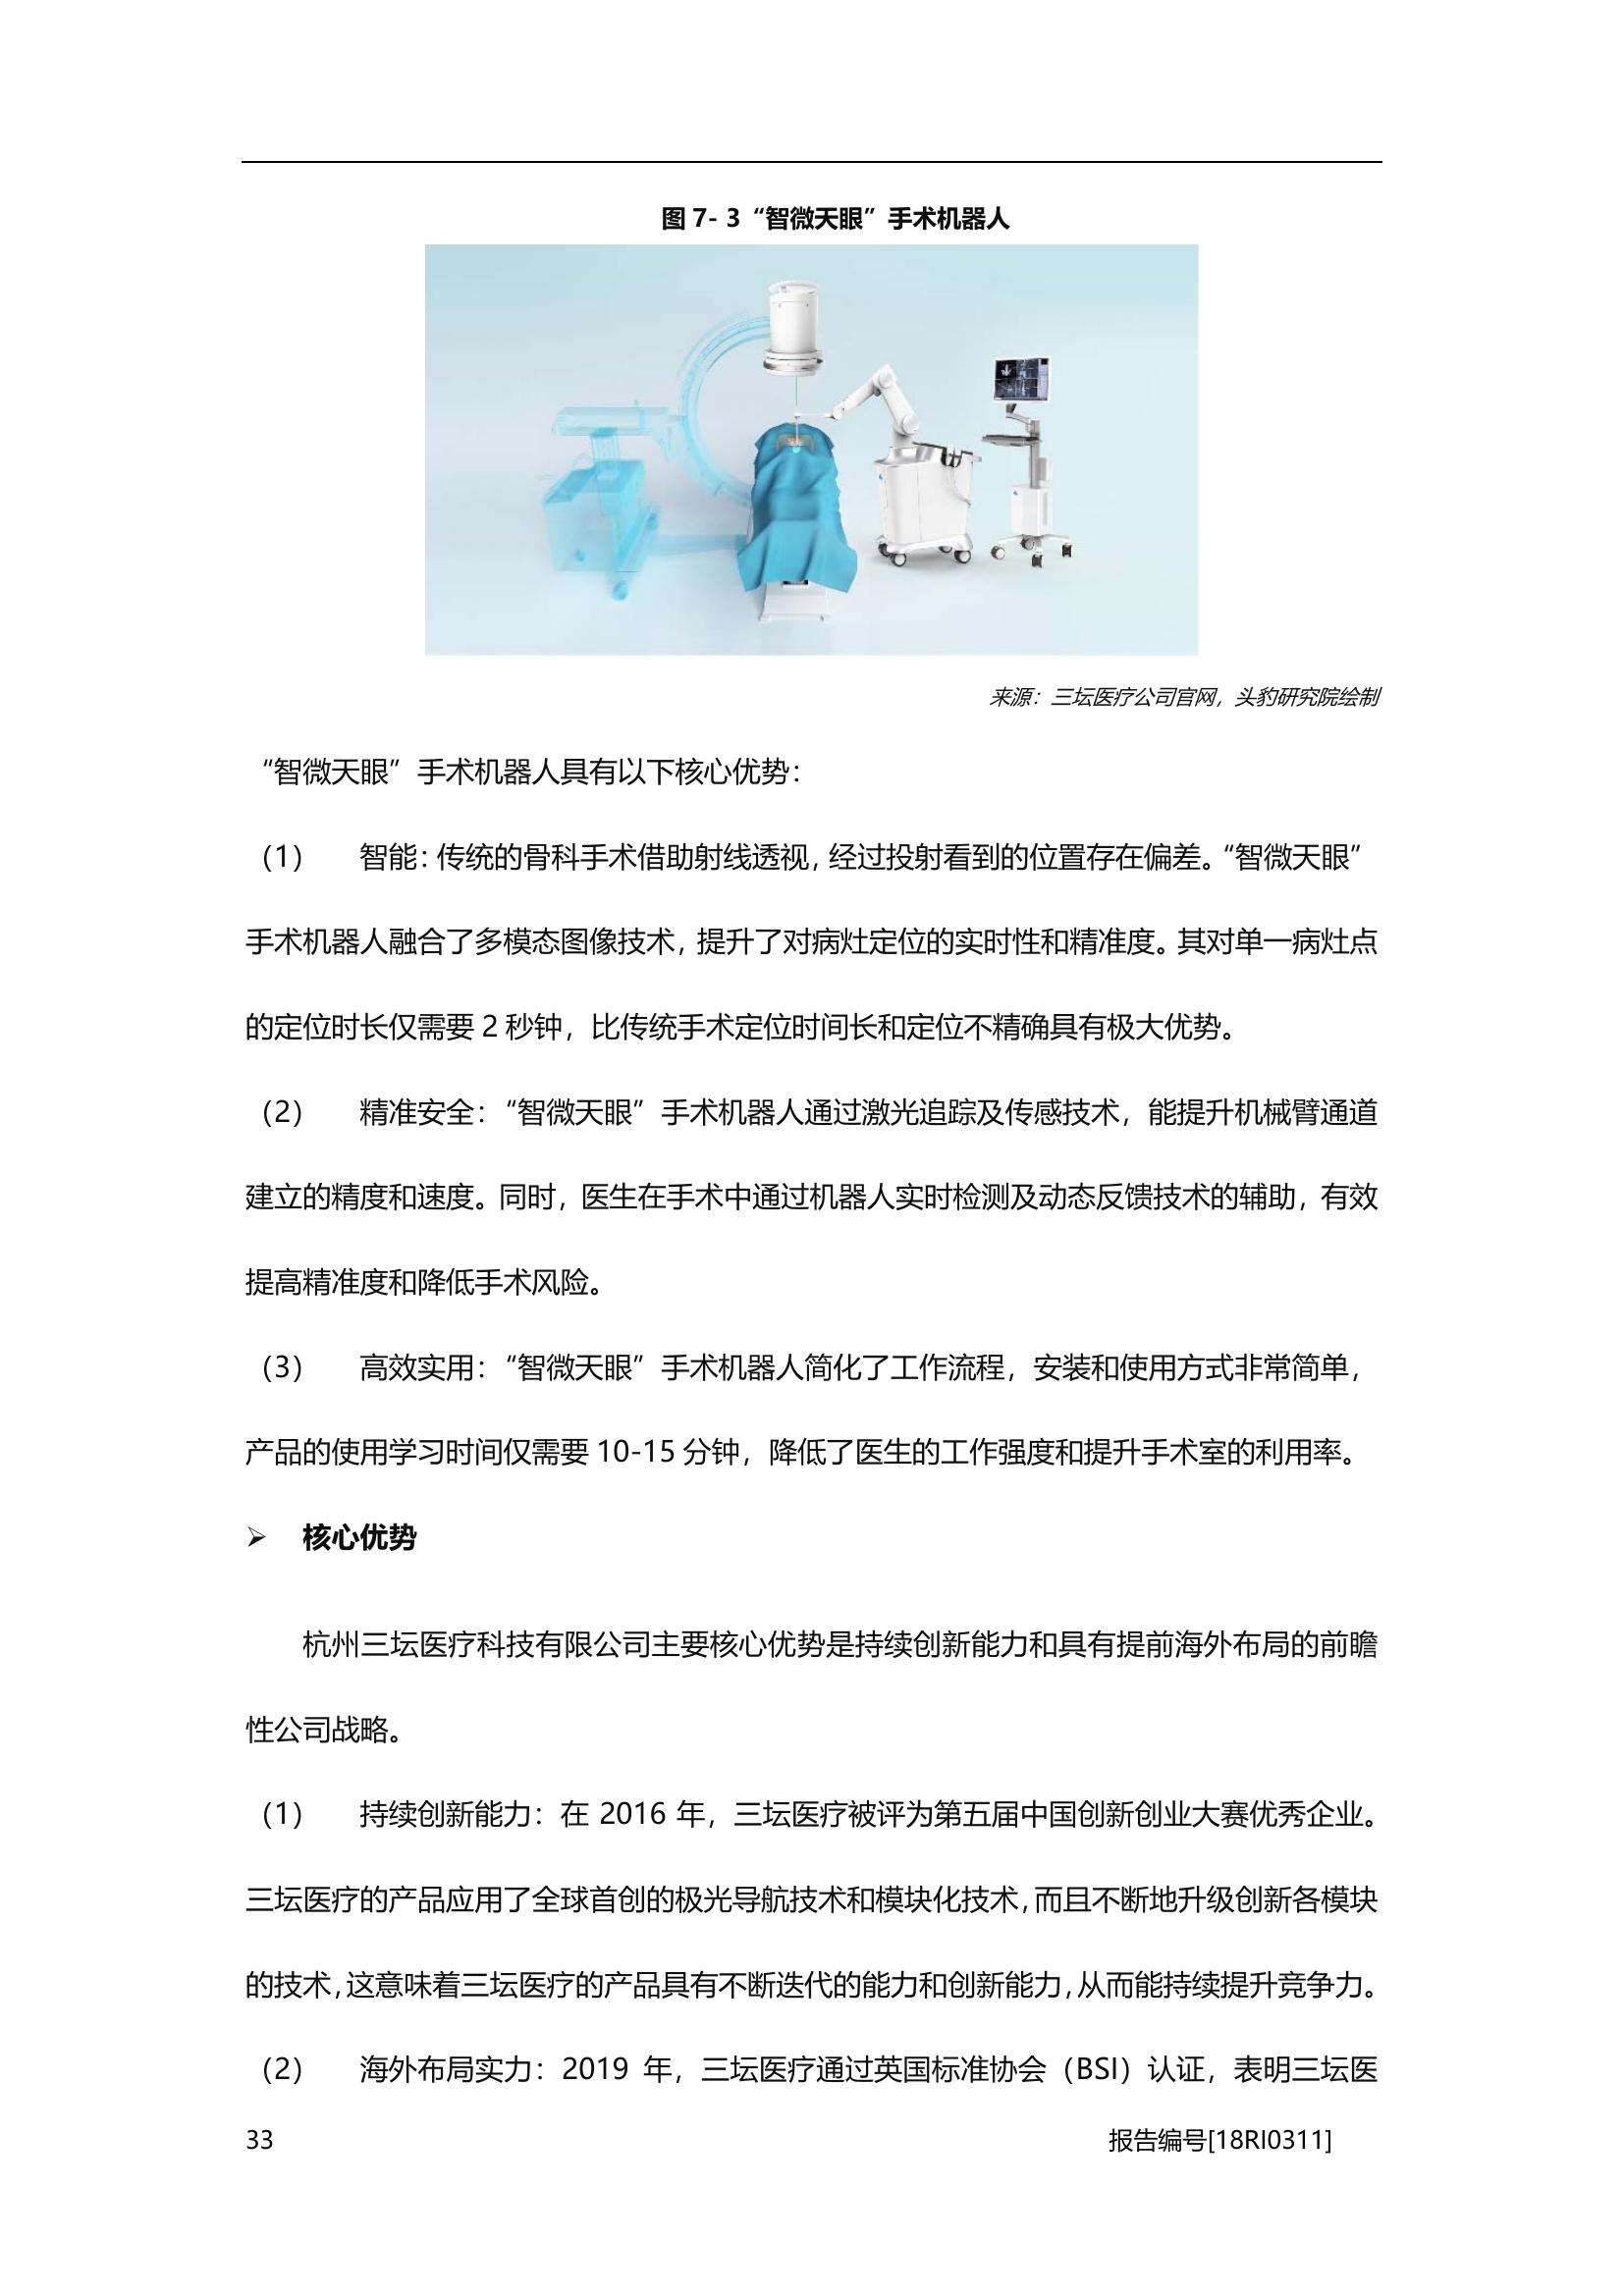 图 7- 3“智微天眼”手术机器人
来源：三坛医疗公司官网，头豹研究院绘制
“智微天眼”手术机器人具有以下核心优势：
（1） 智能：传统的骨科手术借助射线透视，经过投射看到的位置存在偏差。“智微天眼”
手术机器人融合了多模态图像技术，提升了对病灶定位的实时性和精准度。其对单一病灶点
的定位时长仅需要 2 秒钟，比传统手术定位时间长和定位不精确具有极大优势。
（2） 精准安全：“智微天眼”手术机器人通过激光追踪及传感技术，能提升机械臂通道
建立的精度和速度。同时，医生在手术中通过机器人实时检测及动态反馈技术的辅助，有效
提高精准度和降低手术风险。
（3） 高效实用：“智微天眼”手术机器人简化了工作流程，安装和使用方式非常简单，
产品的使用学习时间仅需要 10-15 分钟，降低了医生的工作强度和提升手术室的利用率。
➢ 核心优势
杭州三坛医疗科技有限公司主要核心优势是持续创新能力和具有提前海外布局的前瞻
性公司战略。
（1） 持续创新能力：在 2016 年，三坛医疗被评为第五届中国创新创业大赛优秀企业。
三坛医疗的产品应用了全球首创的极光导航技术和模块化技术，而且不断地升级创新各模块
的技术，这意味着三坛医疗的产品具有不断迭代的能力和创新能力，从而能持续提升竞争力。
（2） 海外布局实力：2019 年，三坛医疗通过英国标准协会（BSI）认证，表明三坛医
33 报告编号[18RI0311]